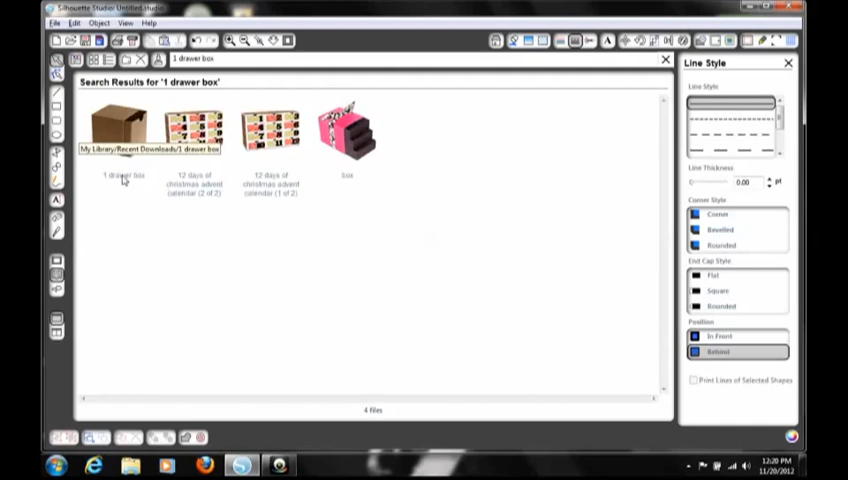 Silhouette Studio: Untitled.studio
File Edit Object View Help
1 drawer box
Search Results for '1 drawer box'
My Library/Recent Downloads/1 drawer box
1 drawer box
12 days of
christmas advent
calendar (2 of 2)
12 days of
christmas advent
calendar (1 of 2)
box
4 files
Line Style
Line Style
Line Thickness
0.00 pt
Corner Style
Corner
Bevelled
Rounded
End Cap Style
Flat
Square
Rounded
Position
In Front
Behind
Print Lines of Selected Shapes
12:20 PM
11/20/2012